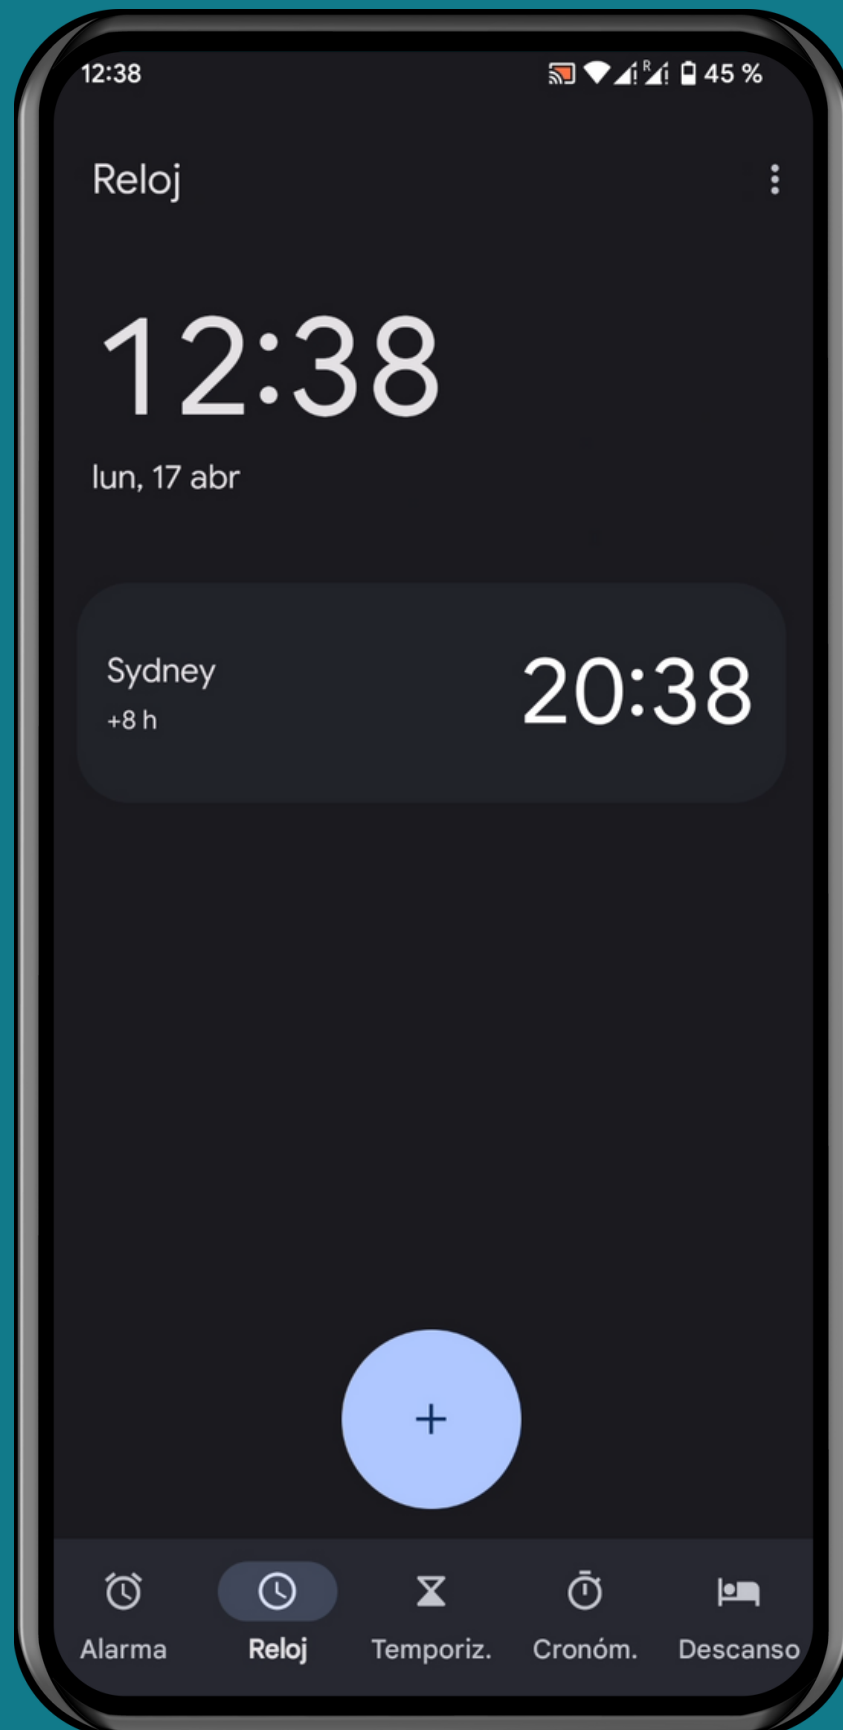 12:38 R 45 %
Reloj
12:38
lun, 17 abr
Sydney 20:38
+8 h
Alarma Reloj Temporiz. Cronóm. Descanso